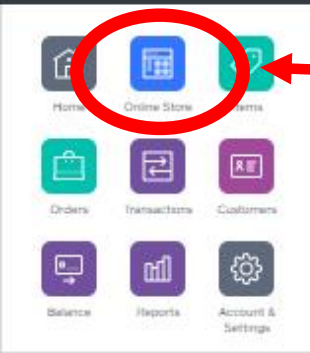 Home Online Store Items
Orders Transactions Customers
Balance Reports Account &
Settings